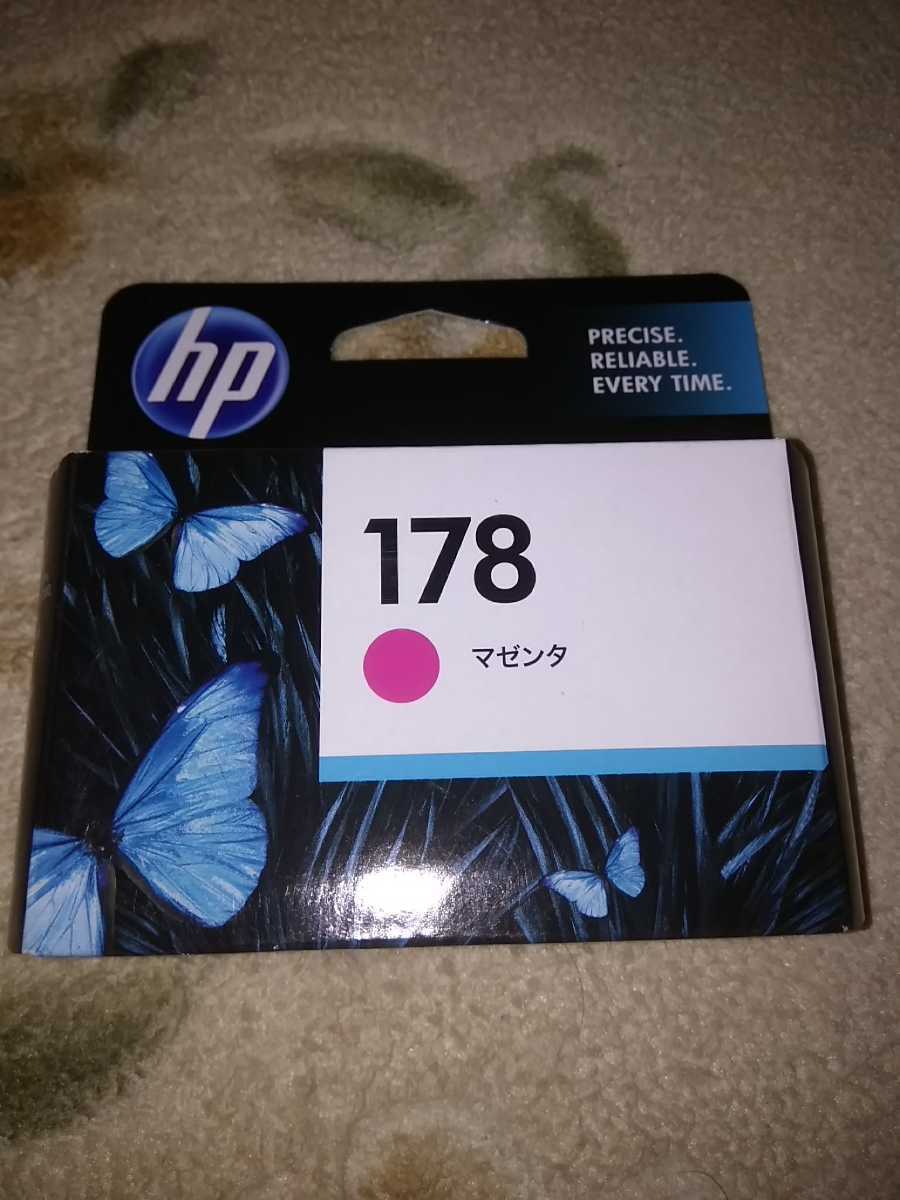 hp
PRECISE.
RELIABLE.
EVERY TIME.
178
マゼンタ